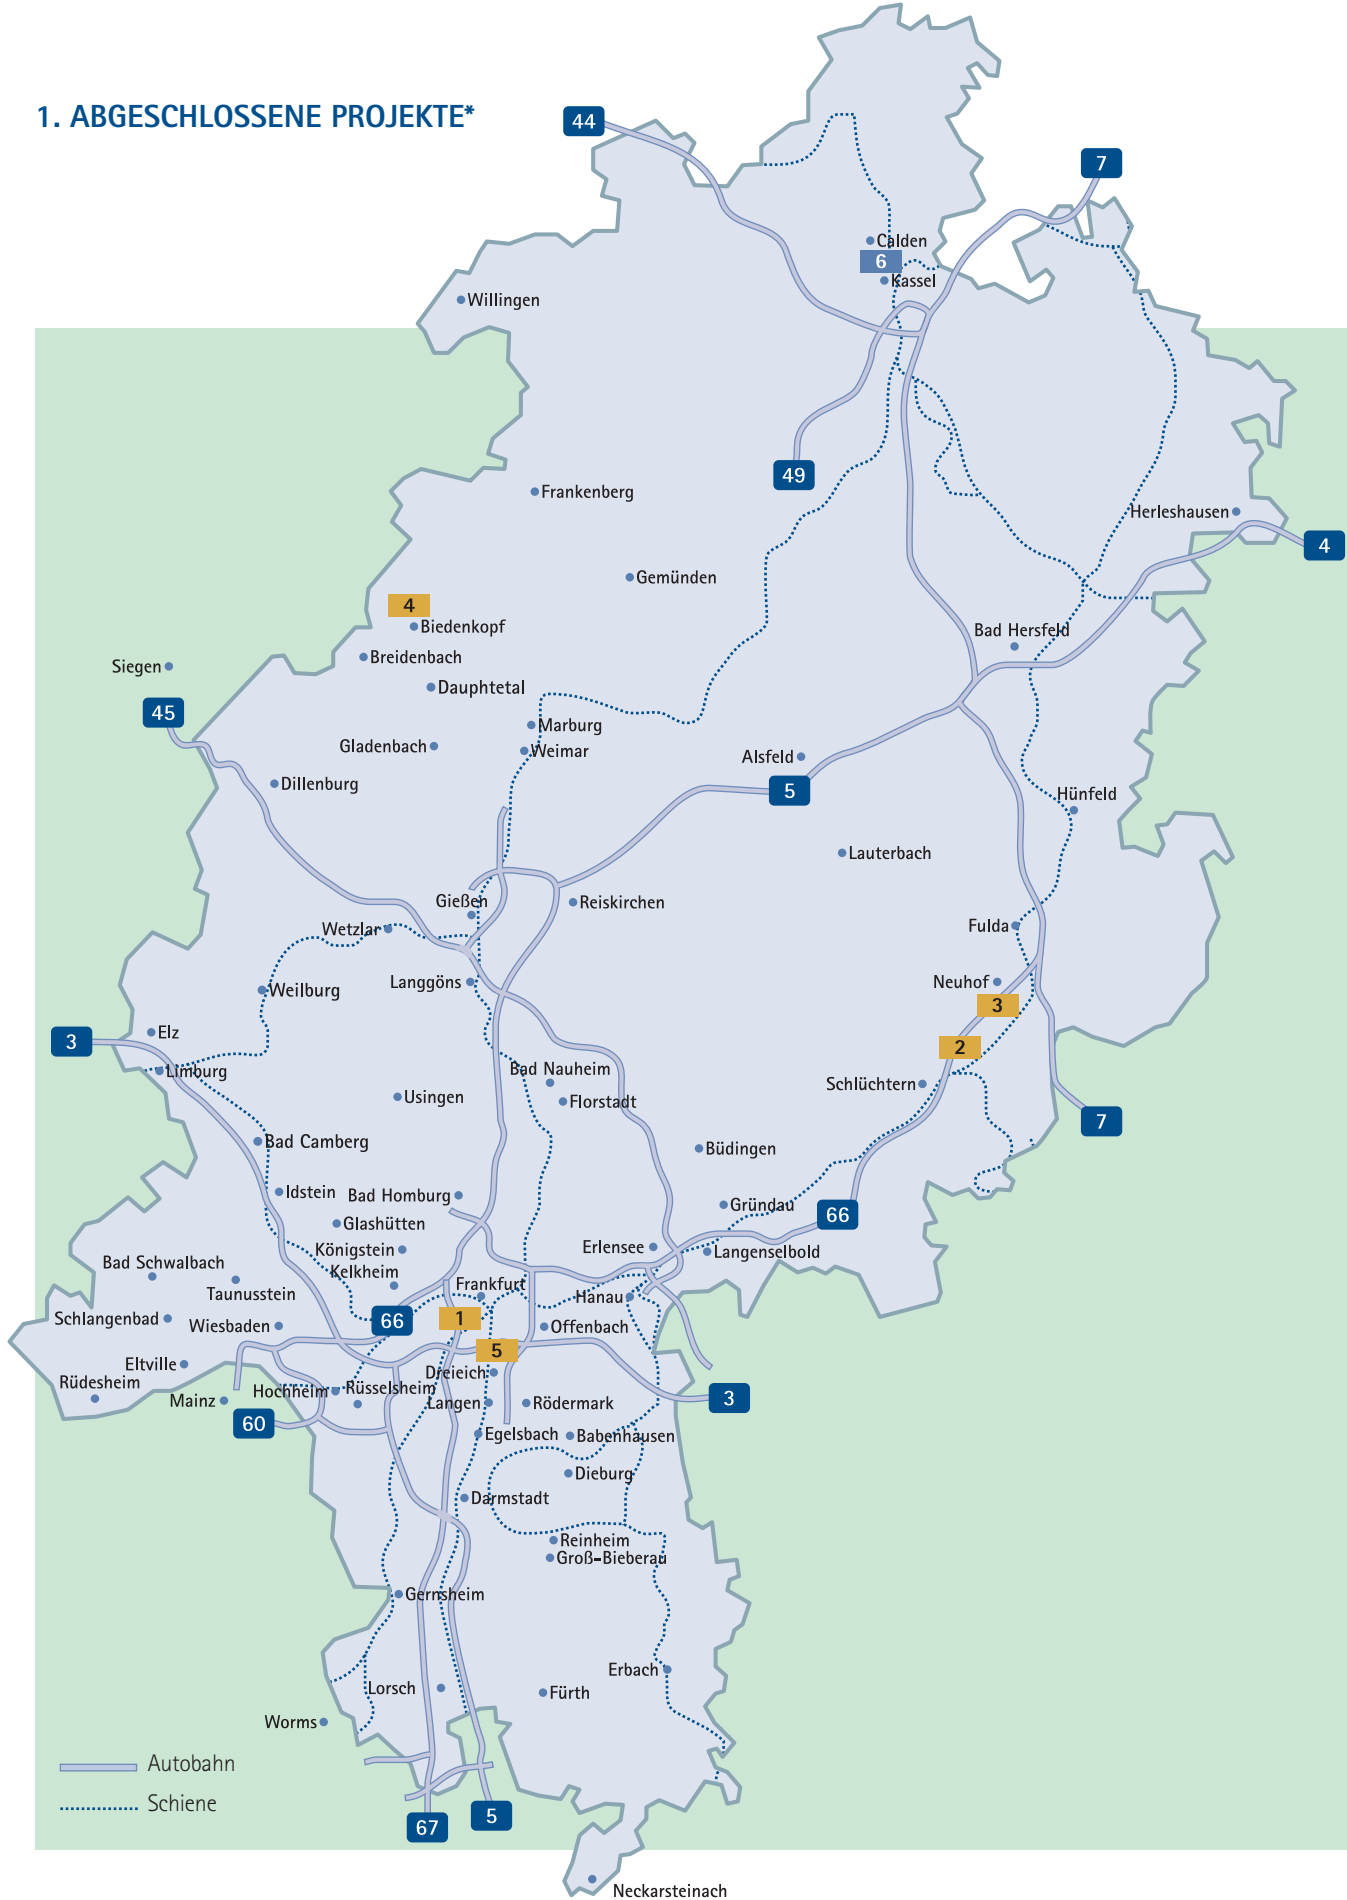 1. ABGESCHLOSSENE PROJEKTE*
44
7
Calden
6
Kassel
Willingen
49
Frankenberg
Herleshausen
4
Gemünden
4
Biedenkopf
Bad Hersfeld
Breidenbach
Siegen
Dauphtetal
45
Marburg
Gladenbach
Weimar
Alsfeld
Dillenburg
5
Hünfeld
Lauterbach
Gießen
Reiskirchen
Wetzlar
Fulda
Langgöns
Neuhof
Weilburg
3
Elz
3
2
Limburg
Bad Nauheim
Schlüchtern
Usingen
Florstadt
7
Bad Camberg
Büdingen
Idstein
Bad Homburg
Gründau
66
Glashütten
Königstein
Erlensee
Langenselbold
Bad Schwalbach
Kelkheim
Taunusstein
Frankfurt
Hanau
Schlangenbad
Wiesbaden
66
1
Offenbach
5
Eltville
Dreieich
Rüdesheim
Hochheim
Rüsselsheim
Mainz
Langen
Rödermark
3
60
Egelsbach
Babenhausen
Dieburg
Darmstadt
Reinheim
Groß-Bieberau
Gernsheim
Erbach
Lorsch
Fürth
Worms
Autobahn
Schiene
67
5
Neckarsteinach